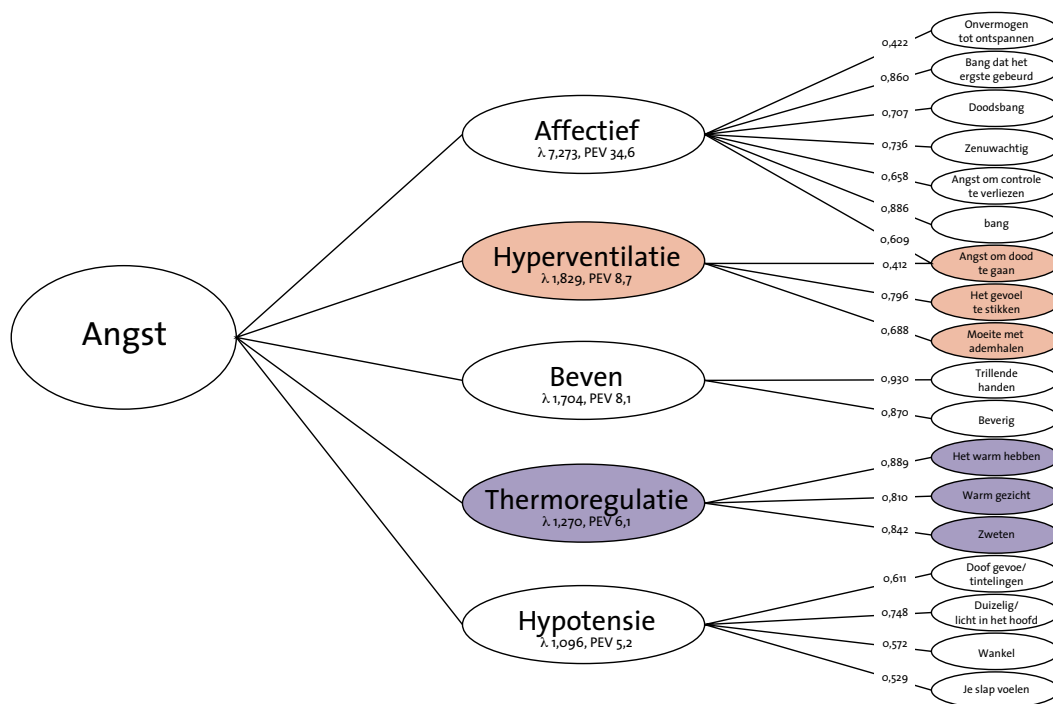 Angst
Affectief
λ 7,273, PEV 34,6
Hyperventilatie
λ 1,829, PEV 8,7
Beven
λ 1,704, PEV 8,1
Thermoregulatie
λ 1,270, PEV 6,1
Hypotensie
λ 1,096, PEV 5,2
0,422
Onvermogen
tot ontspannen
0,860
Bang dat het
ergste gebeurd
0,707
Doodsbang
0,736
Zenuwachtig
0,658
Angst om controle
te verliezen
0,886
bang
0,609
0,412
Angst om dood
te gaan
0,796
Het gevoel
te stikken
0,688
Moeite met
ademhalen
0,930
Trillende
handen
0,870
Beverig
0,889
Het warm hebben
0,810
Warm gezicht
0,842
Zweten
0,611
Doof gevoe/
tintelingen
0,748
Duizelig/
licht in het hoofd
0,572
Wankel
0,529
Je slap voelen